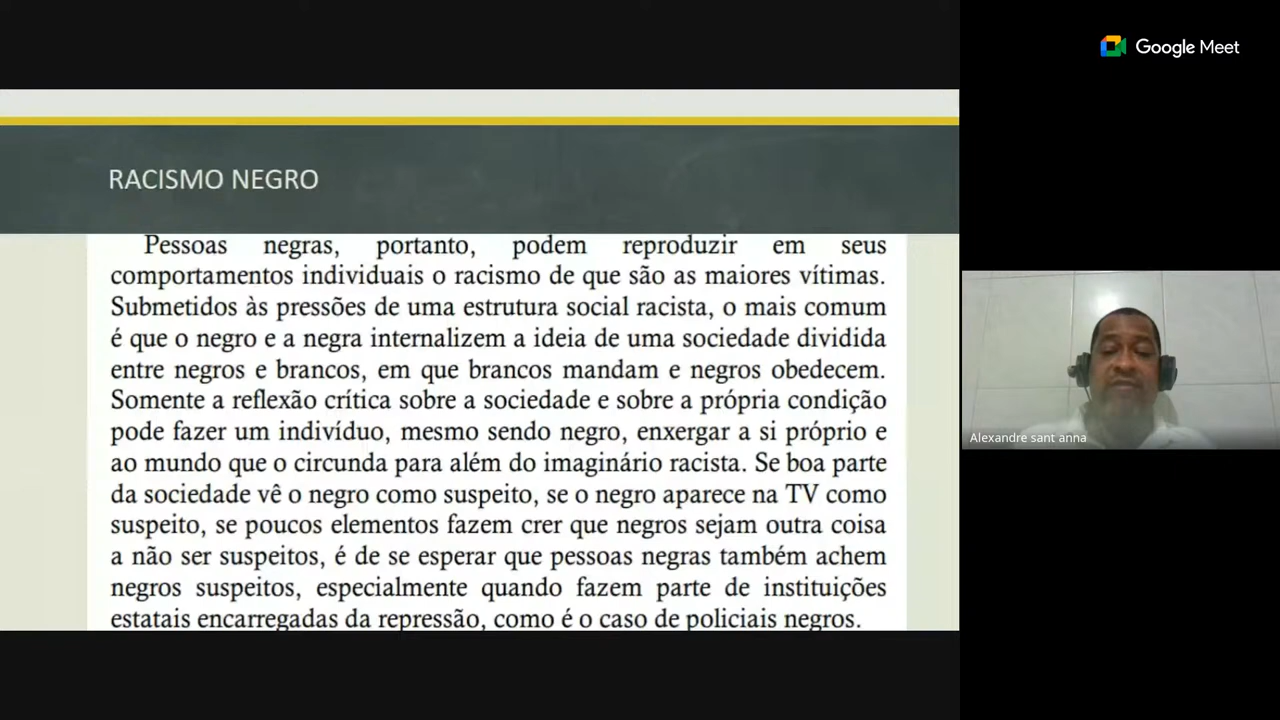 Google Meet
RACISMO NEGRO
Pessoas negras, portanto, podem reproduzir em seus
comportamentos individuais o racismo de que são as maiores vítimas.
Submetidos às pressões de uma estrutura social racista, o mais comum
é que o negro e a negra internalizem a ideia de uma sociedade dividida
entre negros e brancos, em que brancos mandam e negros obedecem.
Somente a reflexão crítica sobre a sociedade e sobre a própria condição
pode fazer um indivíduo, mesmo sendo negro, enxergar a si próprio e
ao mundo que o circunda para além do imaginário racista. Se boa parte
da sociedade vê o negro como suspeito, se o negro aparece na TV como
suspeito, se poucos elementos fazem crer que negros sejam outra coisa
a não ser suspeitos, é de se esperar que pessoas negras também achem
negros suspeitos, especialmente quando fazem parte de instituições
estatais encarregadas da repressão, como é o caso de policiais negros.
Alexandre sant anna